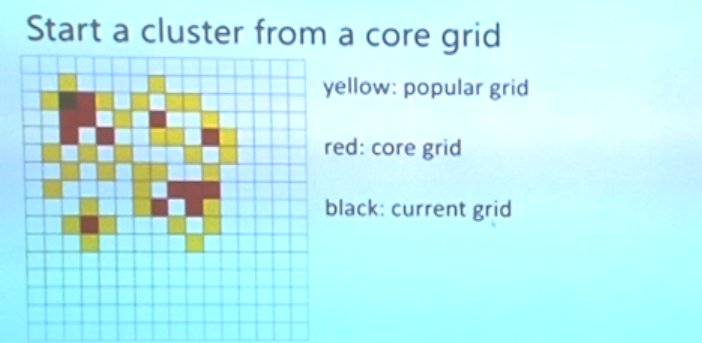 Start a cluster from a core grid
yellow: popular grid
red: core grid
black: current grid